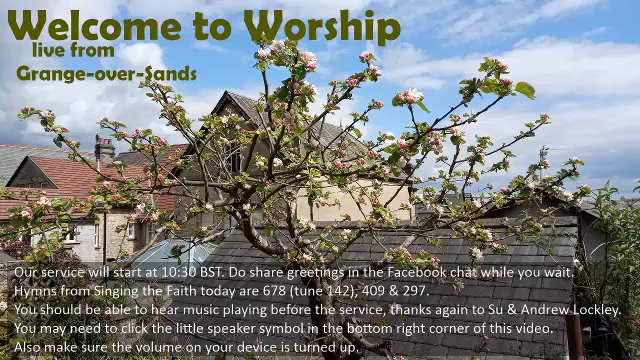 Welcome to Worship
live from
Grange-over-Sands
Our service will start at 10:30 BST. Do share greetings in the Facebook chat while you wait.
Hymns from Singing the Faith today are 678 (tune 142), 409 & 297.
You should be able to hear music playing before the service, thanks again to Su & Andrew Lockley.
You may need to click the little speaker symbol in the bottom right corner of this video.
Also make sure the volume on your device is turned up.